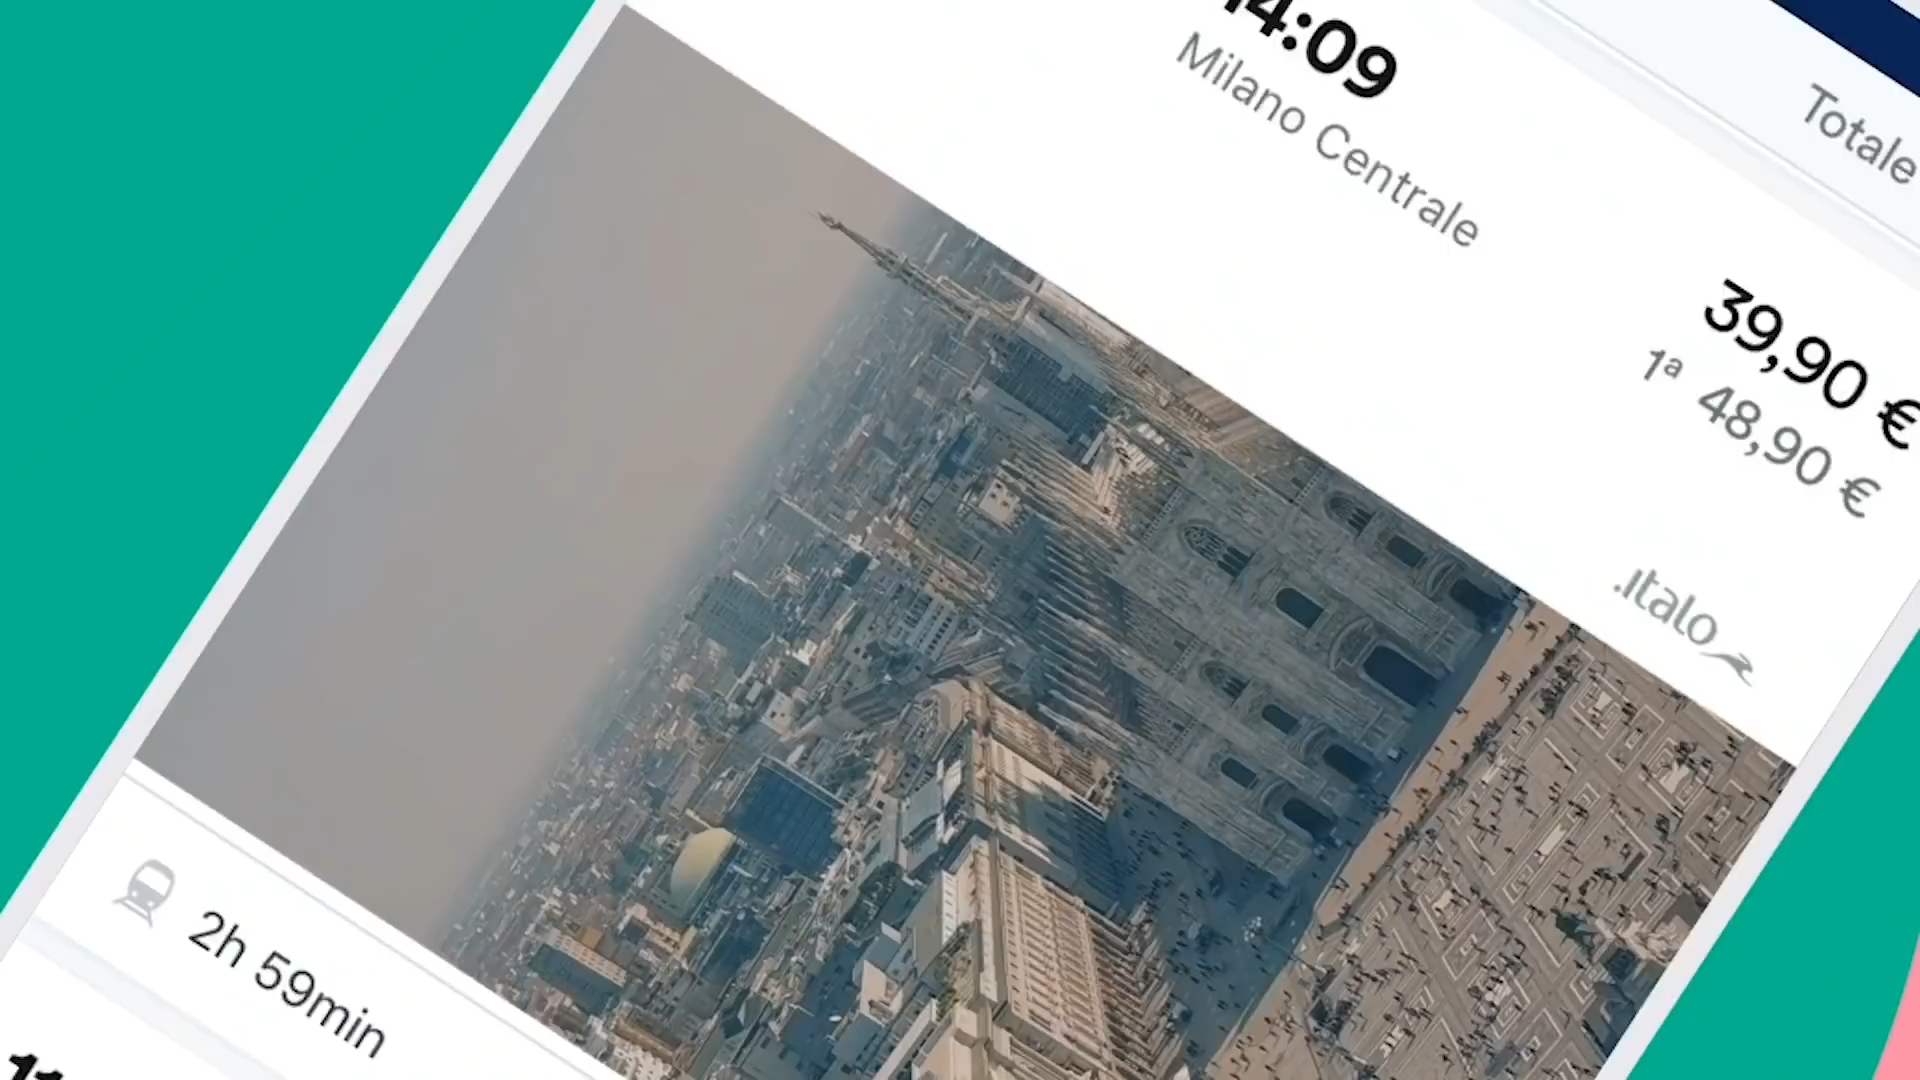 14:09
Milano Centrale
Totale
39,90 €
1ª 48,90 €
.italo
2h 59min